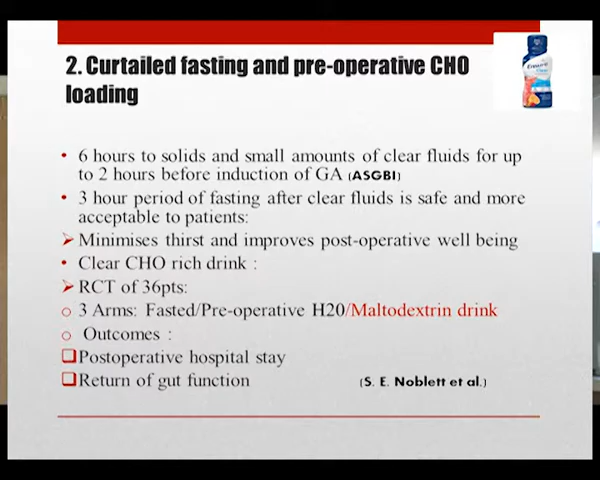 2. Curtailed fasting and pre-operative CHO
loading
• 6 hours to solids and small amounts of clear fluids for up
to 2 hours before induction of GA (ASGBI)
• 3 hour period of fasting after clear fluids is safe and more
acceptable to patients:
➤ Minimises thirst and improves post-operative well being
• Clear CHO rich drink :
➤ RCT of 36pts:
o 3 Arms: Fasted/Pre-operative H20/Maltodextrin drink
o Outcomes :
❑Postoperative hospital stay
❑Return of gut function (S. E. Noblett et al.)
Ensure